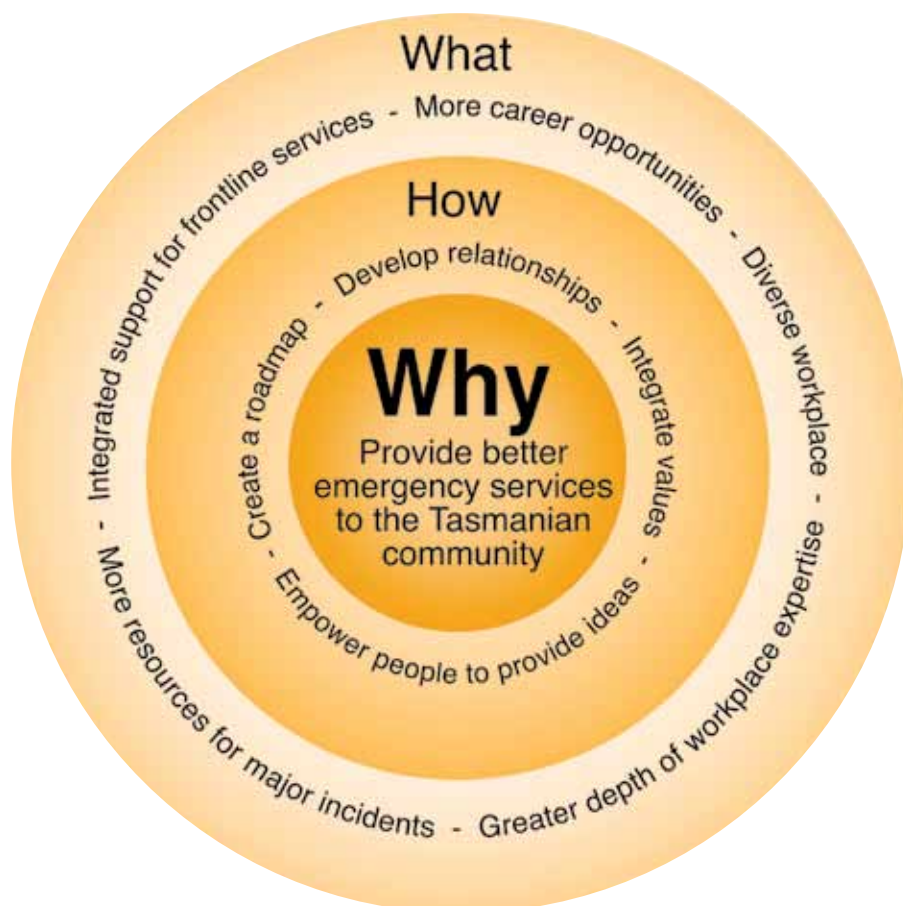 What
Integrated support for frontline services - More career opportunities - Diverse workplace - Greater depth of workplace expertise - More resources for major incidents -
How
Create a roadmap - Develop relationships - Integrate values - Empower people to provide ideas -
Why
Provide better
emergency services
to the Tasmanian
community